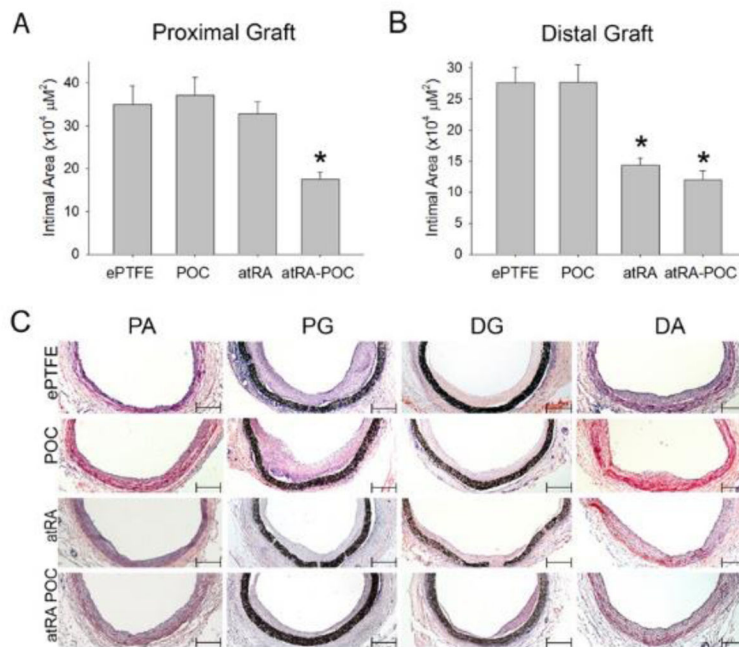 A
Proximal Graft
Intimal Area (x10⁴ µM²)
40
30
20
10
0
*
ePTFE POC atRA atRA-POC
B
Distal Graft
Intimal Area (x10⁴ µM²)
30
25
20
15
10
5
0
* *
ePTFE POC atRA atRA-POC
C
PA PG DG DA
ePTFE
POC
atRA
atRA POC